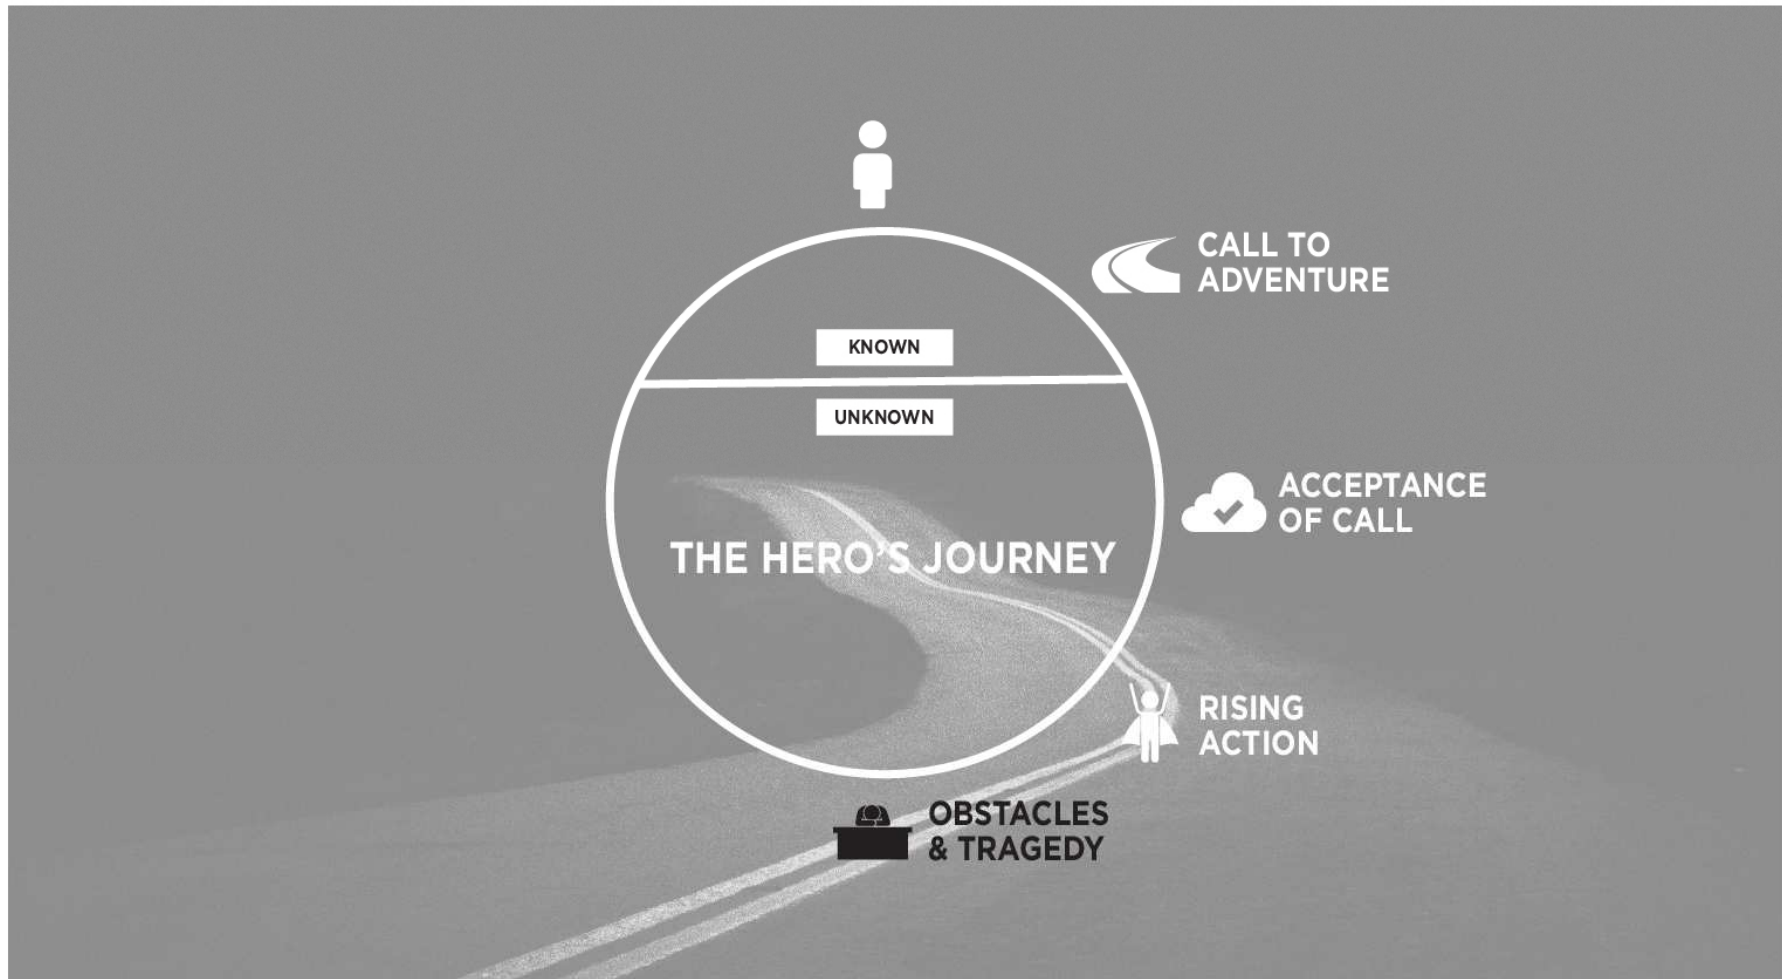 CALL TO
ADVENTURE
KNOWN
UNKNOWN
ACCEPTANCE
OF CALL
THE HERO'S JOURNEY
RISING
ACTION
OBSTACLES
& TRAGEDY